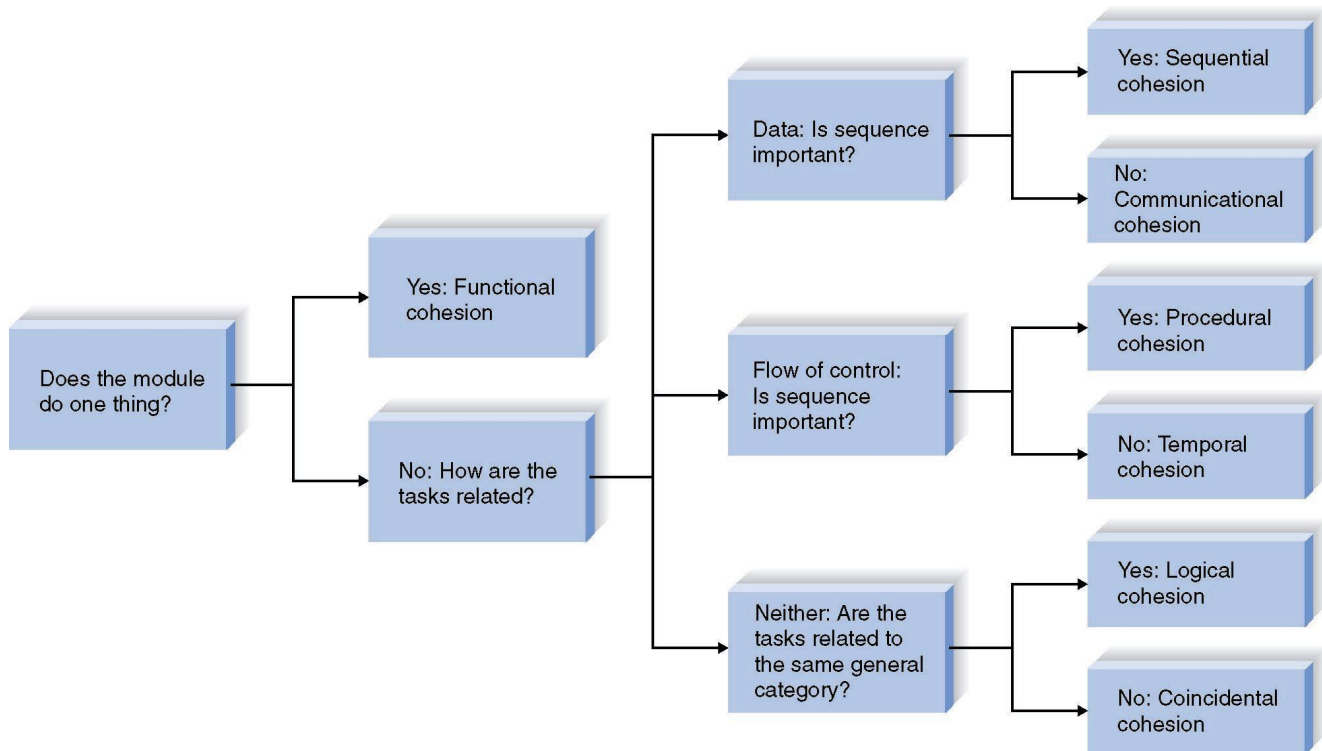 Does the module
do one thing?
Yes: Functional
cohesion
No: How are the
tasks related?
Data: Is sequence
important?
Flow of control:
Is sequence
important?
Neither: Are the
tasks related to
the same general
category?
Yes: Sequential
cohesion
No:
Communicational
cohesion
Yes: Procedural
cohesion
No: Temporal
cohesion
Yes: Logical
cohesion
No: Coincidental
cohesion